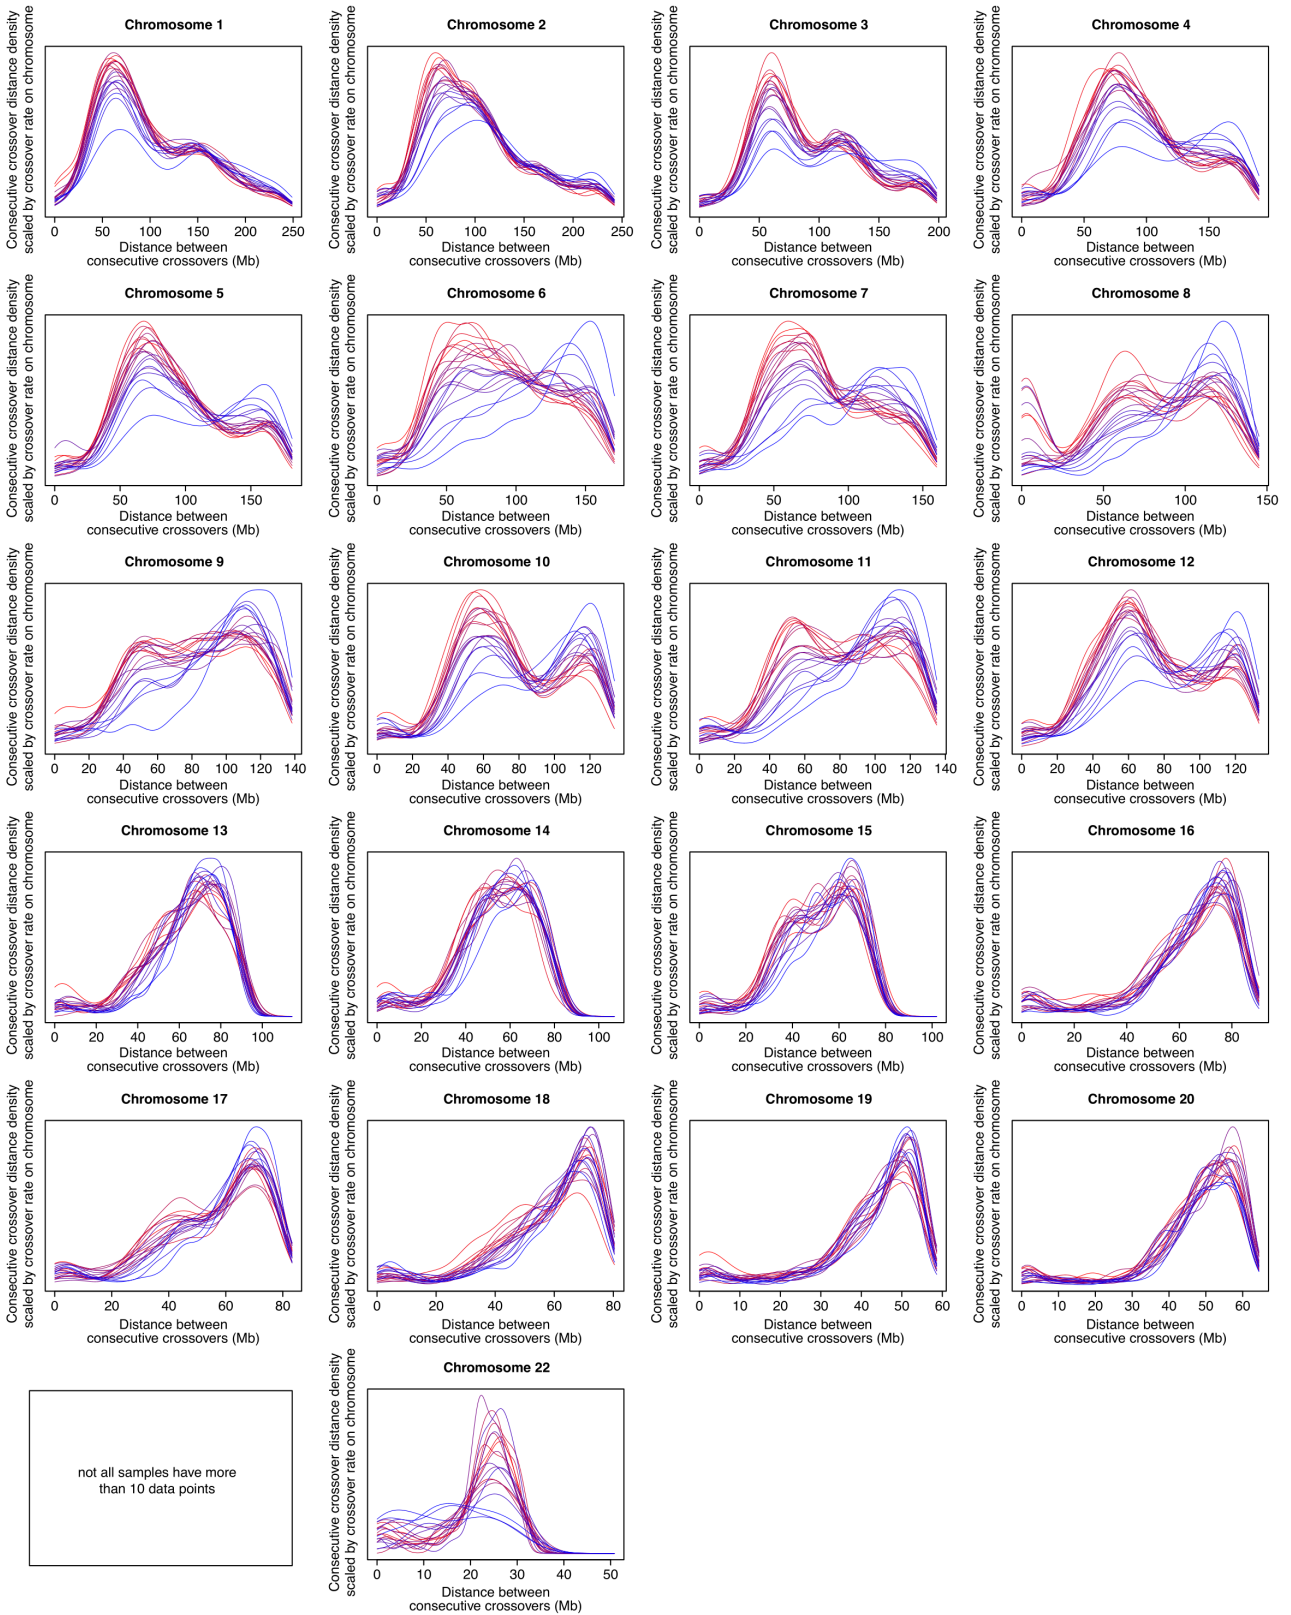 Chromosome 1
Consecutive crossover distance density
scaled by crossover rate on chromosome
0 50 100 150 200 250
Distance between
consecutive crossovers (Mb)
Chromosome 2
Consecutive crossover distance density
scaled by crossover rate on chromosome
0 50 100 150 200 250
Distance between
consecutive crossovers (Mb)
Chromosome 3
Consecutive crossover distance density
scaled by crossover rate on chromosome
0 50 100 150 200
Distance between
consecutive crossovers (Mb)
Chromosome 4
Consecutive crossover distance density
scaled by crossover rate on chromosome
0 50 100 150
Distance between
consecutive crossovers (Mb)
Chromosome 5
Consecutive crossover distance density
scaled by crossover rate on chromosome
0 50 100 150
Distance between
consecutive crossovers (Mb)
Chromosome 6
Consecutive crossover distance density
scaled by crossover rate on chromosome
0 50 100 150
Distance between
consecutive crossovers (Mb)
Chromosome 7
Consecutive crossover distance density
scaled by crossover rate on chromosome
0 50 100 150
Distance between
consecutive crossovers (Mb)
Chromosome 8
Consecutive crossover distance density
scaled by crossover rate on chromosome
0 50 100 150
Distance between
consecutive crossovers (Mb)
Chromosome 9
Consecutive crossover distance density
scaled by crossover rate on chromosome
0 20 40 60 80 100 120 140
Distance between
consecutive crossovers (Mb)
Chromosome 10
Consecutive crossover distance density
scaled by crossover rate on chromosome
0 20 40 60 80 100 120
Distance between
consecutive crossovers (Mb)
Chromosome 11
Consecutive crossover distance density
scaled by crossover rate on chromosome
0 20 40 60 80 100 120 140
Distance between
consecutive crossovers (Mb)
Chromosome 12
Consecutive crossover distance density
scaled by crossover rate on chromosome
0 20 40 60 80 100 120
Distance between
consecutive crossovers (Mb)
Chromosome 13
Consecutive crossover distance density
scaled by crossover rate on chromosome
0 20 40 60 80 100
Distance between
consecutive crossovers (Mb)
Chromosome 14
Consecutive crossover distance density
scaled by crossover rate on chromosome
0 20 40 60 80 100
Distance between
consecutive crossovers (Mb)
Chromosome 15
Consecutive crossover distance density
scaled by crossover rate on chromosome
0 20 40 60 80 100
Distance between
consecutive crossovers (Mb)
Chromosome 16
Consecutive crossover distance density
scaled by crossover rate on chromosome
0 20 40 60 80
Distance between
consecutive crossovers (Mb)
Chromosome 17
Consecutive crossover distance density
scaled by crossover rate on chromosome
0 20 40 60 80
Distance between
consecutive crossovers (Mb)
Chromosome 18
Consecutive crossover distance density
scaled by crossover rate on chromosome
0 20 40 60 80
Distance between
consecutive crossovers (Mb)
Chromosome 19
Consecutive crossover distance density
scaled by crossover rate on chromosome
0 10 20 30 40 50 60
Distance between
consecutive crossovers (Mb)
Chromosome 20
Consecutive crossover distance density
scaled by crossover rate on chromosome
0 10 20 30 40 50 60
Distance between
consecutive crossovers (Mb)
not all samples have more
than 10 data points
Chromosome 22
Consecutive crossover distance density
scaled by crossover rate on chromosome
0 10 20 30 40 50
Distance between
consecutive crossovers (Mb)